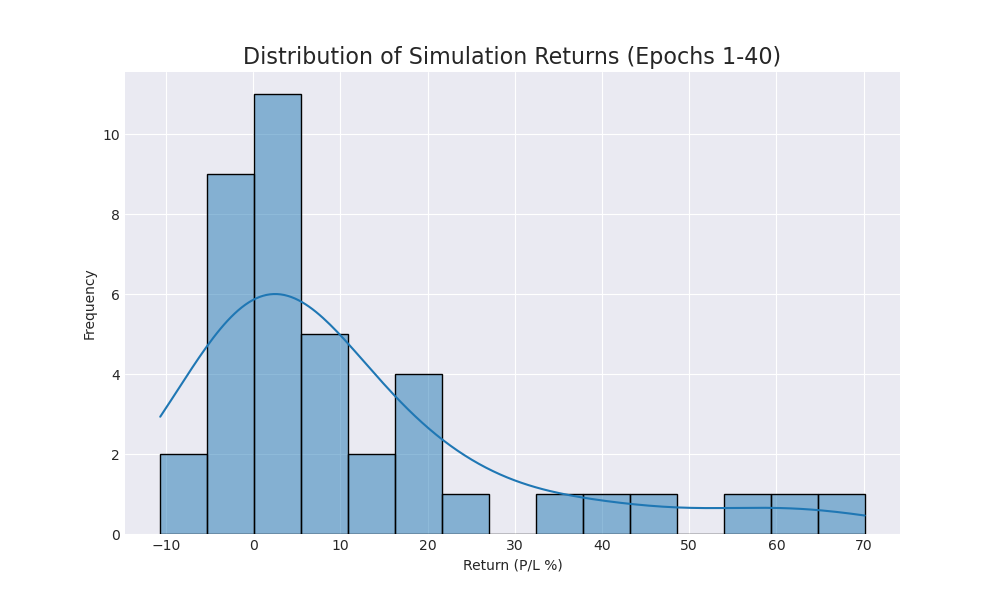 Distribution of Simulation Returns (Epochs 1-40)
Frequency
10
8
6
4
2
0
−10 0 10 20 30 40 50 60 70
Return (P/L %)